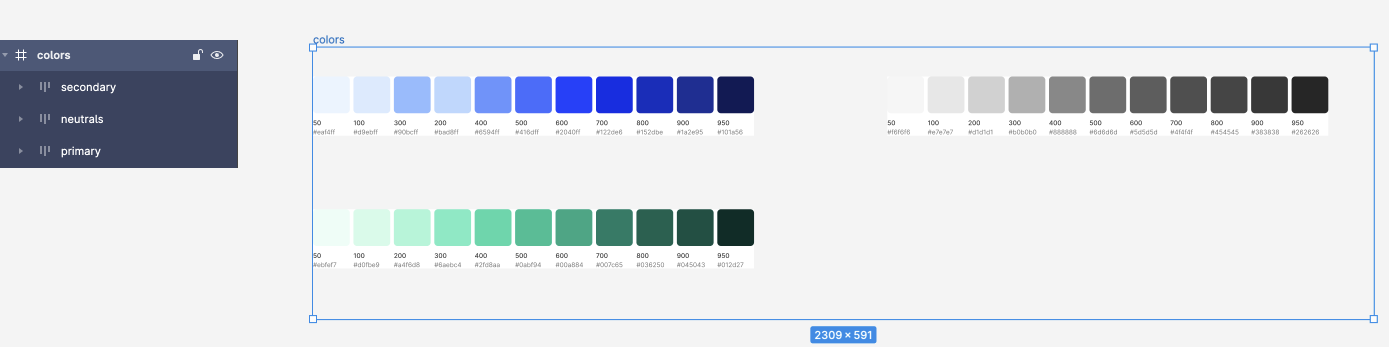 colors
secondary
neutrals
primary
colors
50 100 300 200 400 500 600 700 800 900 950
#eaf4ff #d9ebff #90bcff #bad8ff #6594ff #416dff #2040ff #122de6 #152dbe #1a2e95 #101a56
50 100 200 300 400 500 600 700 800 900 950
#f6f6f6 #e7e7e7 #d1d1d1 #b0b0b0 #888888 #6d6d6d #5d5d5d #4f4f4f #454545 #383838 #262626
50 100 200 300 400 500 600 700 800 900 950
#ebfef7 #d0fbe9 #a4f6d8 #6aebc4 #2fd8aa #0abf94 #00a884 #007c65 #036250 #045043 #012d27
2309 × 591